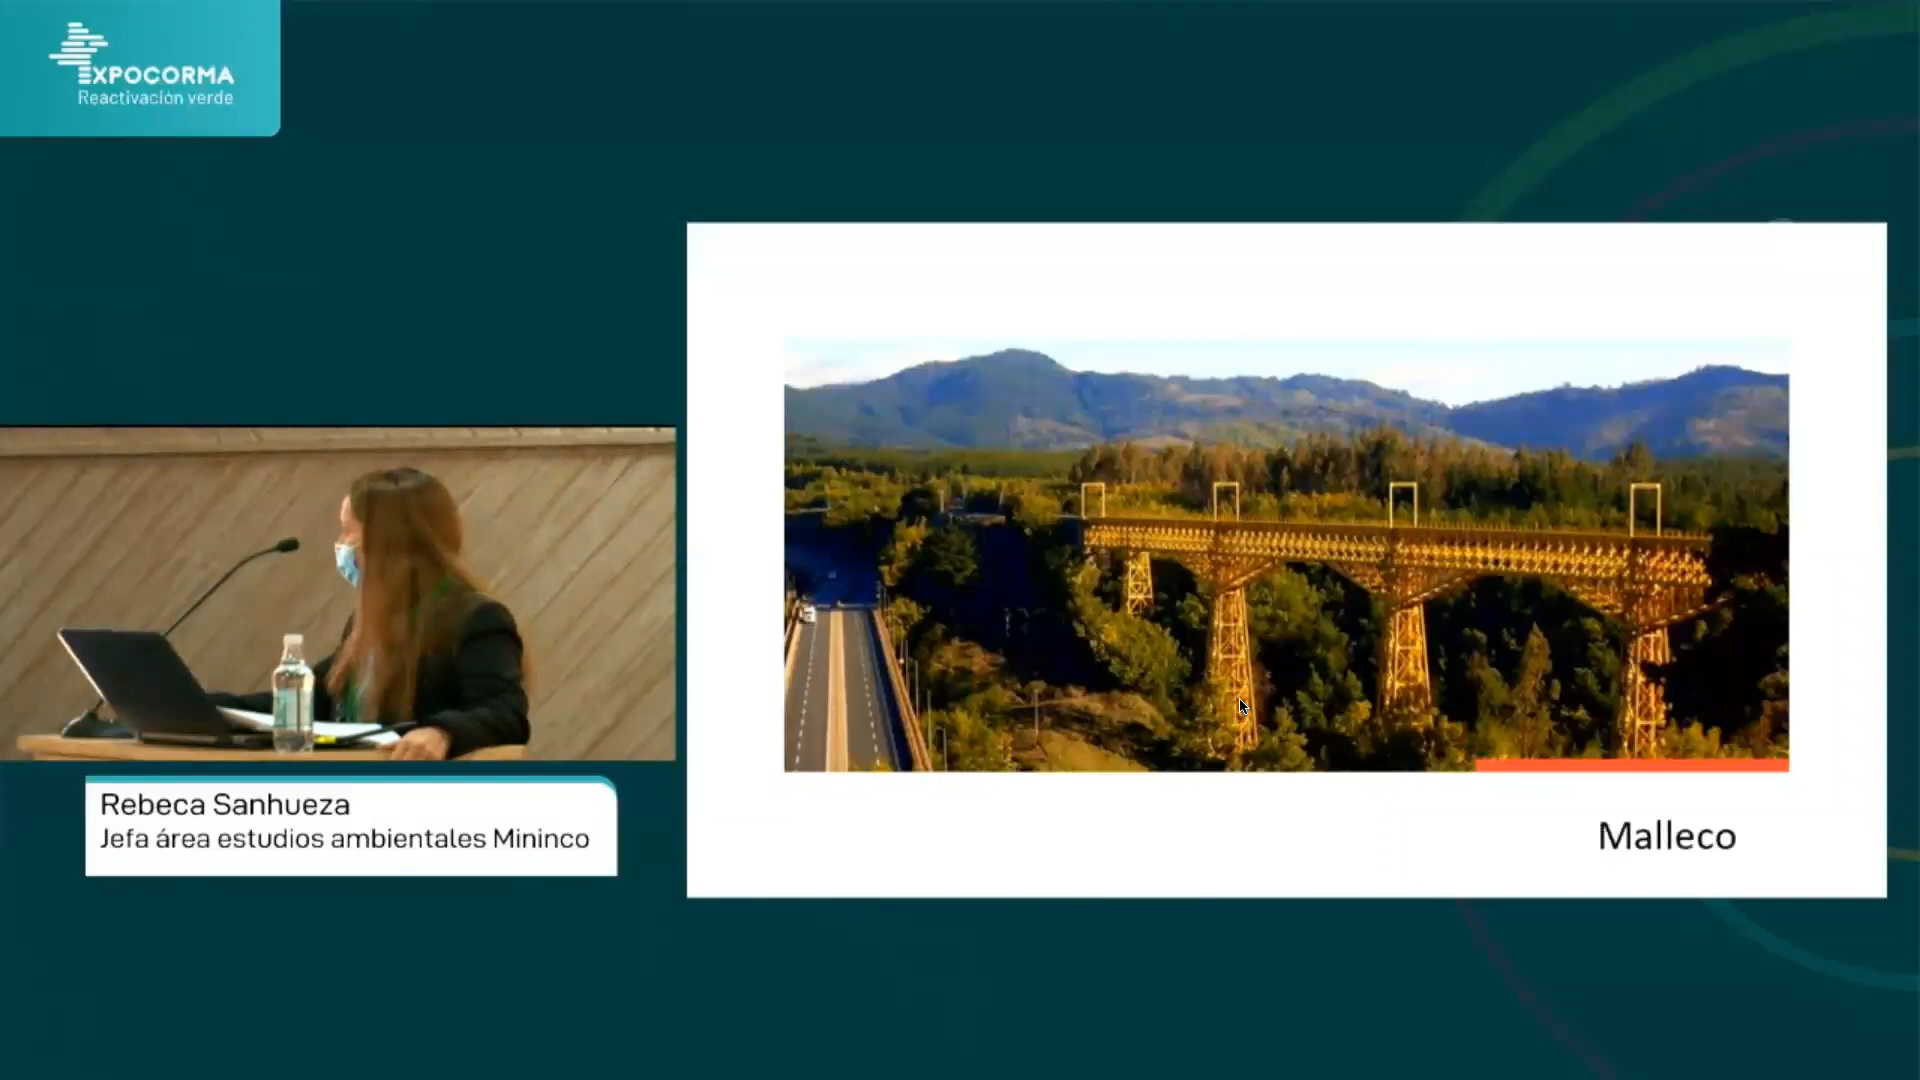 EXPOCORMA
Reactivación verde
Malleco
Rebeca Sanhueza
Jefa área estudios ambientales Mininco